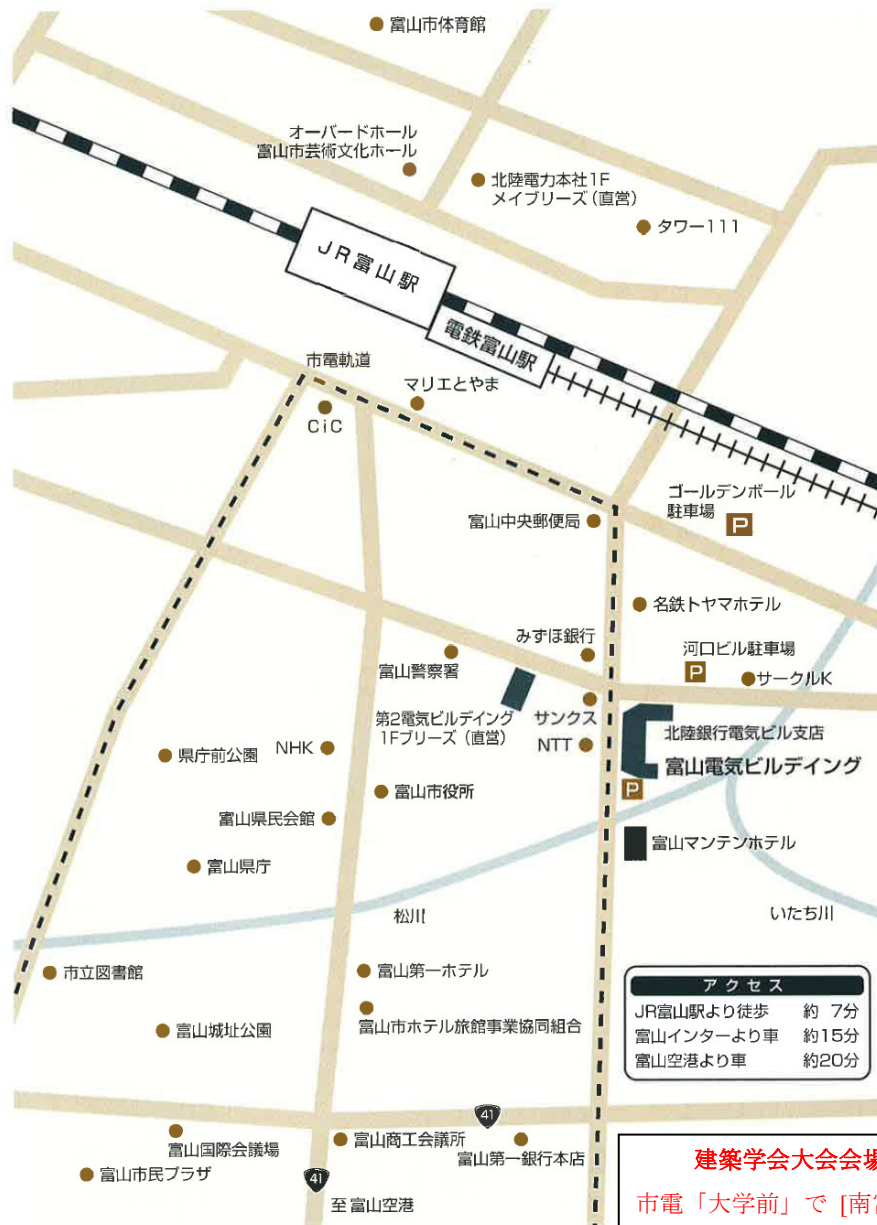 富山市体育館
オーバードホール
富山市芸術文化ホール
北陸電力本社1F
メイブリーズ(直営)
タワー111
JR富山駅
電鉄富山駅
市電軌道
マリエとやま
CiC
ゴールデンボール
駐車場
P
富山中央郵便局
名鉄トヤマホテル
みずほ銀行
河口ビル駐車場
P
サークルK
富山警察署
第2電気ビルデイング
1Fブリーズ(直営)
サンクス
NTT
北陸銀行電気ビル支店
富山電気ビルデイング
P
県庁前公園
NHK
富山市役所
富山県民会館
富山マンテンホテル
富山県庁
松川
いたち川
市立図書館
富山第一ホテル
富山市ホテル旅館事業協同組合
富山城址公園
アクセス
JR富山駅より徒歩 約 7分
富山インターより車 約15分
富山空港より車 約20分
41
富山国際会議場
富山商工会議所
富山第一銀行本店
富山市民プラザ
41
至富山空港
建築学会大会会場
市電「大学前」で [南富